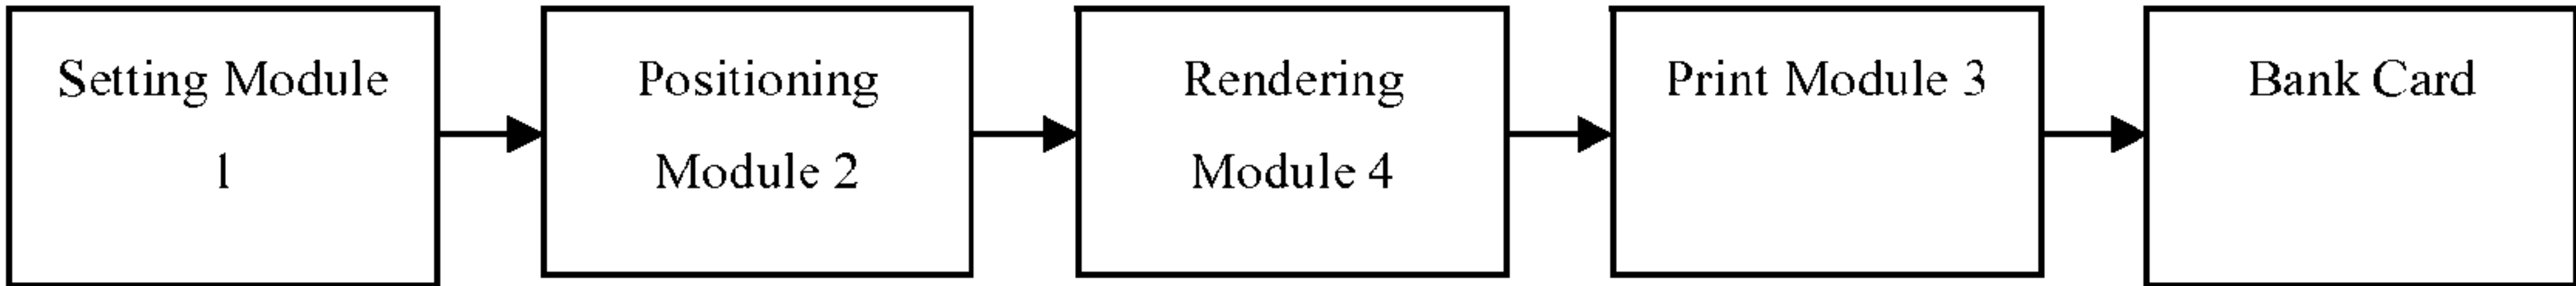 Setting Module
1
Positioning
Module 2
Rendering
Module 4
Print Module 3
Bank Card